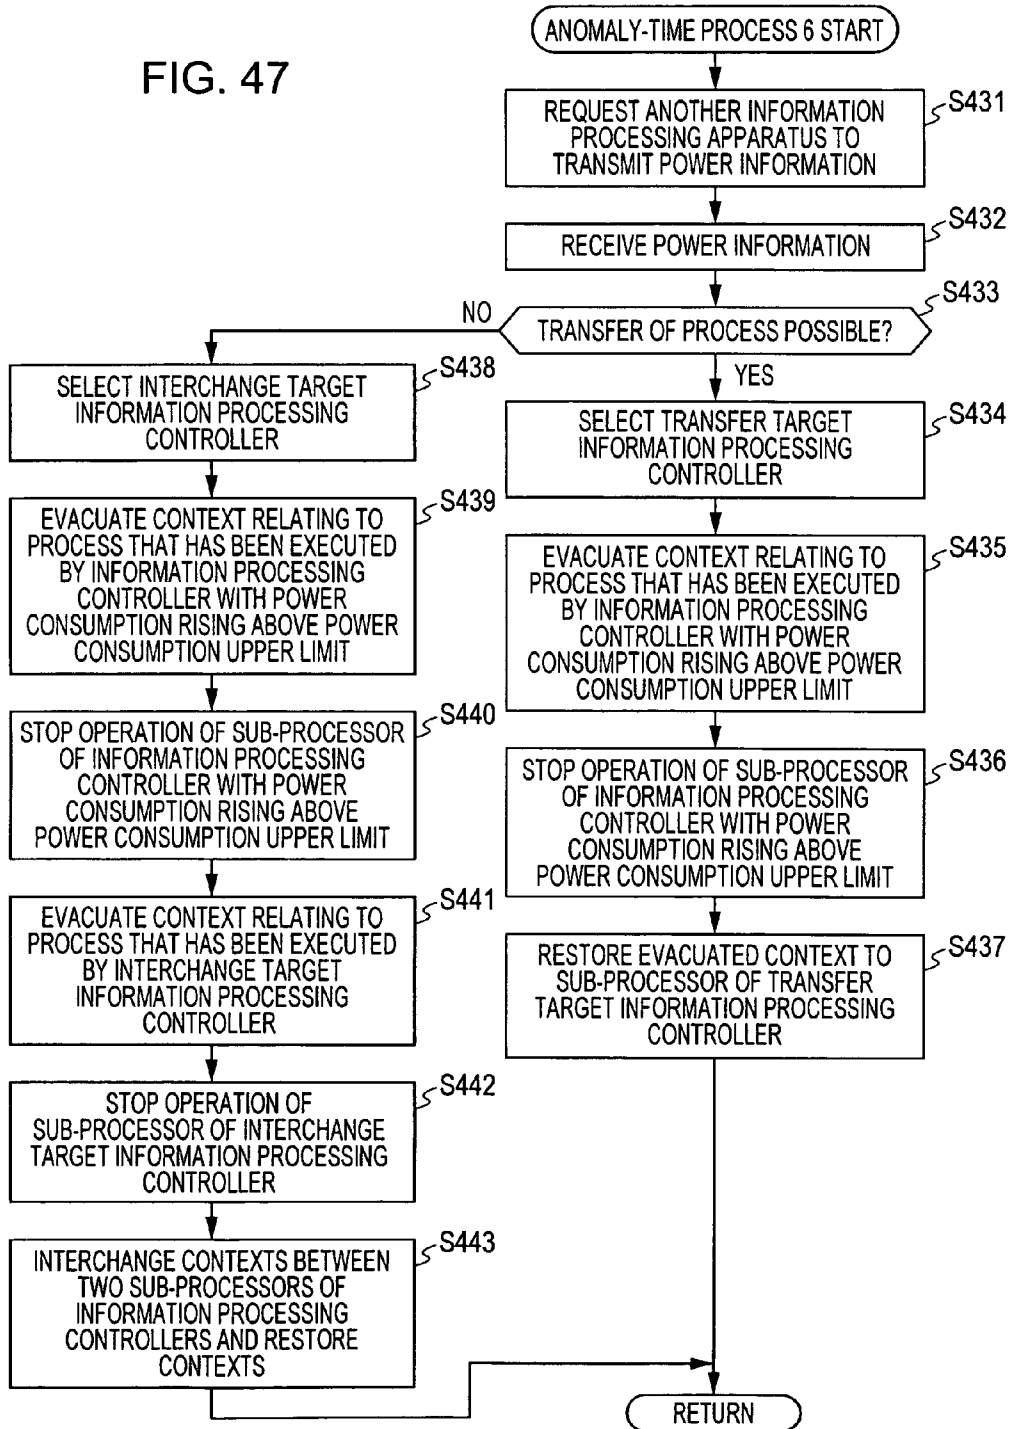 FIG. 47
ANOMALY-TIME PROCESS 6 START
S431
REQUEST ANOTHER INFORMATION
PROCESSING APPARATUS TO
TRANSMIT POWER INFORMATION
S432
RECEIVE POWER INFORMATION
S433
TRANSFER OF PROCESS POSSIBLE?
NO
YES
S434
SELECT TRANSFER TARGET
INFORMATION PROCESSING
CONTROLLER
S435
EVACUATE CONTEXT RELATING TO
PROCESS THAT HAS BEEN EXECUTED
BY INFORMATION PROCESSING
CONTROLLER WITH POWER
CONSUMPTION RISING ABOVE POWER
CONSUMPTION UPPER LIMIT
S436
STOP OPERATION OF SUB-PROCESSOR
OF INFORMATION PROCESSING
CONTROLLER WITH POWER
CONSUMPTION RISING ABOVE
POWER CONSUMPTION UPPER LIMIT
S437
RESTORE EVACUATED CONTEXT TO
SUB-PROCESSOR OF TRANSFER
TARGET INFORMATION PROCESSING
CONTROLLER
S438
SELECT INTERCHANGE TARGET
INFORMATION PROCESSING
CONTROLLER
S439
EVACUATE CONTEXT RELATING TO
PROCESS THAT HAS BEEN EXECUTED
BY INFORMATION PROCESSING
CONTROLLER WITH POWER
CONSUMPTION RISING ABOVE POWER
CONSUMPTION UPPER LIMIT
S440
STOP OPERATION OF SUB-PROCESSOR
OF INFORMATION PROCESSING
CONTROLLER WITH POWER
CONSUMPTION RISING ABOVE
POWER CONSUMPTION UPPER LIMIT
S441
EVACUATE CONTEXT RELATING TO
PROCESS THAT HAS BEEN EXECUTED
BY INTERCHANGE TARGET
INFORMATION PROCESSING
CONTROLLER
S442
STOP OPERATION OF
SUB-PROCESSOR OF INTERCHANGE
TARGET INFORMATION PROCESSING
CONTROLLER
S443
INTERCHANGE CONTEXTS BETWEEN
TWO SUB-PROCESSORS OF
INFORMATION PROCESSING
CONTROLLERS AND RESTORE
CONTEXTS
RETURN